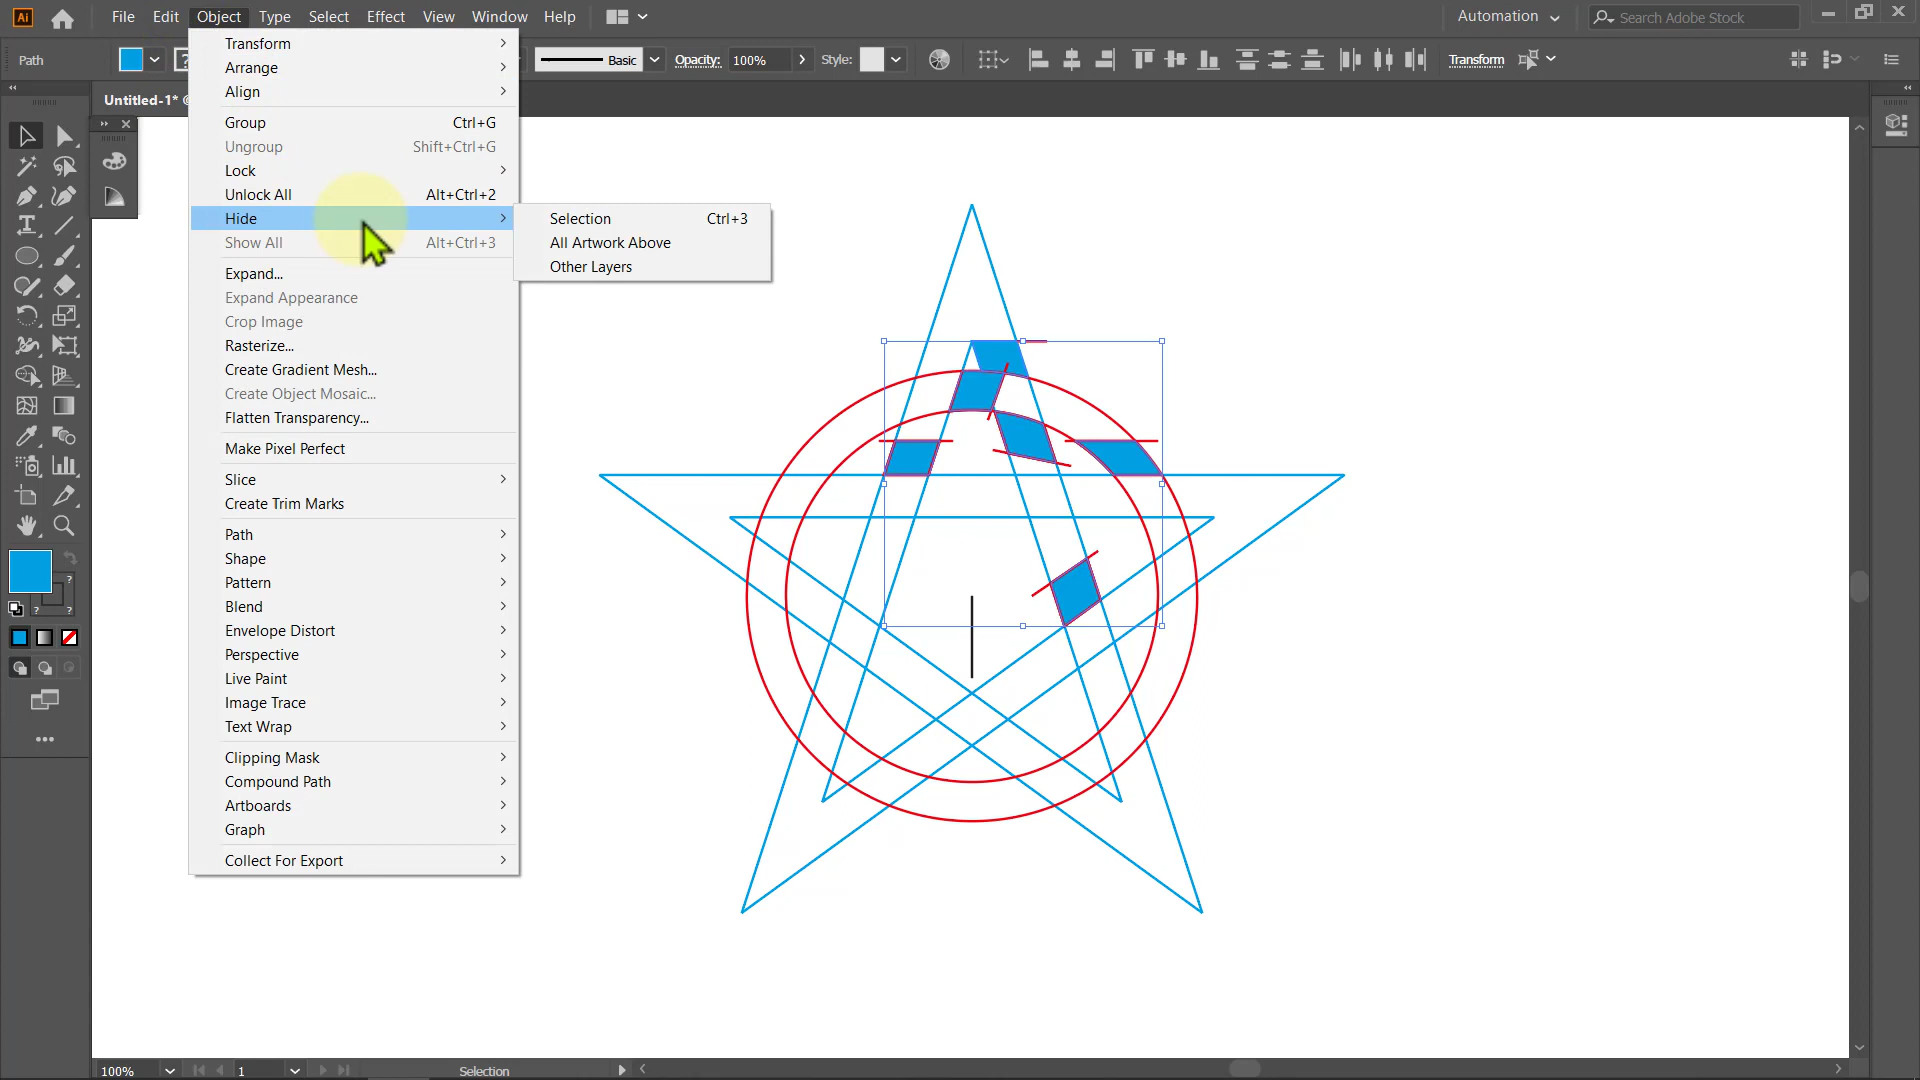 Ai File Edit Object Type Select Effect View Window Help Automation Search Adobe Stock
Path Basic Opacity: 100% Style: Transform
Untitled-1*
Transform
Arrange
Align
Group Ctrl+G
Ungroup Shift+Ctrl+G
Lock
Unlock All Alt+Ctrl+2
Hide
Show All Alt+Ctrl+3
Selection Ctrl+3
All Artwork Above
Other Layers
Expand...
Expand Appearance
Crop Image
Rasterize...
Create Gradient Mesh...
Create Object Mosaic...
Flatten Transparency...
Make Pixel Perfect
Slice
Create Trim Marks
Path
Shape
Pattern
Blend
Envelope Distort
Perspective
Live Paint
Image Trace
Text Wrap
Clipping Mask
Compound Path
Artboards
Graph
Collect For Export
100% 1 Selection